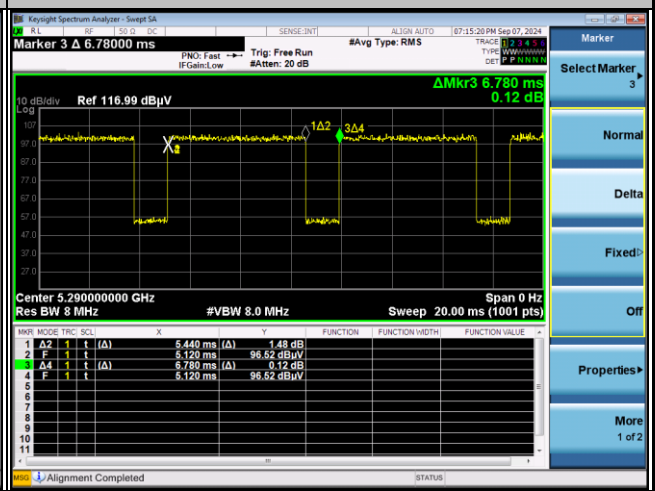 Keysight Spectrum Analyzer - Swept SA
RL RF 50 Ω DC SENSE:INT ALIGN AUTO 07:15:20 PM Sep 07, 2024
Marker 3 Δ 6.78000 ms
PNO: Fast
IFGain:Low
Trig: Free Run
#Atten: 20 dB
#Avg Type: RMS
TRACE 1 2 3 4 5 6
TYPE WWWWWW
DET P P N N N N
ΔMkr3 6.780 ms
0.12 dB
10 dB/div Ref 116.99 dBµV
Log
107
97.0
87.0
77.0
67.0
57.0
47.0
37.0
27.0
1Δ2
3Δ4
Center 5.290000000 GHz Span 0 Hz
Res BW 8 MHz #VBW 8.0 MHz Sweep 20.00 ms (1001 pts)
MKR MODE TRC SCL X Y FUNCTION FUNCTION WIDTH FUNCTION VALUE
1 Δ2 1 t (Δ) 5.440 ms (Δ) 1.48 dB
2 F 1 t 5.120 ms 96.52 dBµV
3 Δ4 1 t (Δ) 6.780 ms (Δ) 0.12 dB
4 F 1 t 5.120 ms 96.52 dBµV
5
6
7
8
9
10
11
MSG Alignment Completed STATUS
Marker
Select Marker
3
Normal
Delta
Fixed
Off
Properties
More
1 of 2